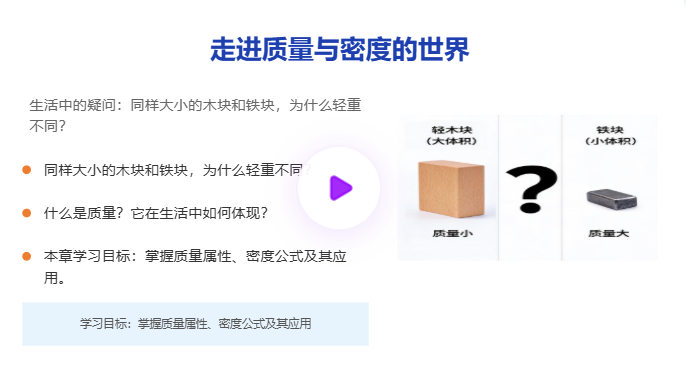 走进质量与密度的世界
生活中的疑问：同样大小的木块和铁块，为什么轻重
不同？
同样大小的木块和铁块，为什么轻重不同？
什么是质量？它在生活中如何体现？
本章学习目标：掌握质量属性、密度公式及其应
用。
学习目标：掌握质量属性、密度公式及其应用
轻木块
（大体积）
质量小
?
铁块
（小体积）
质量大